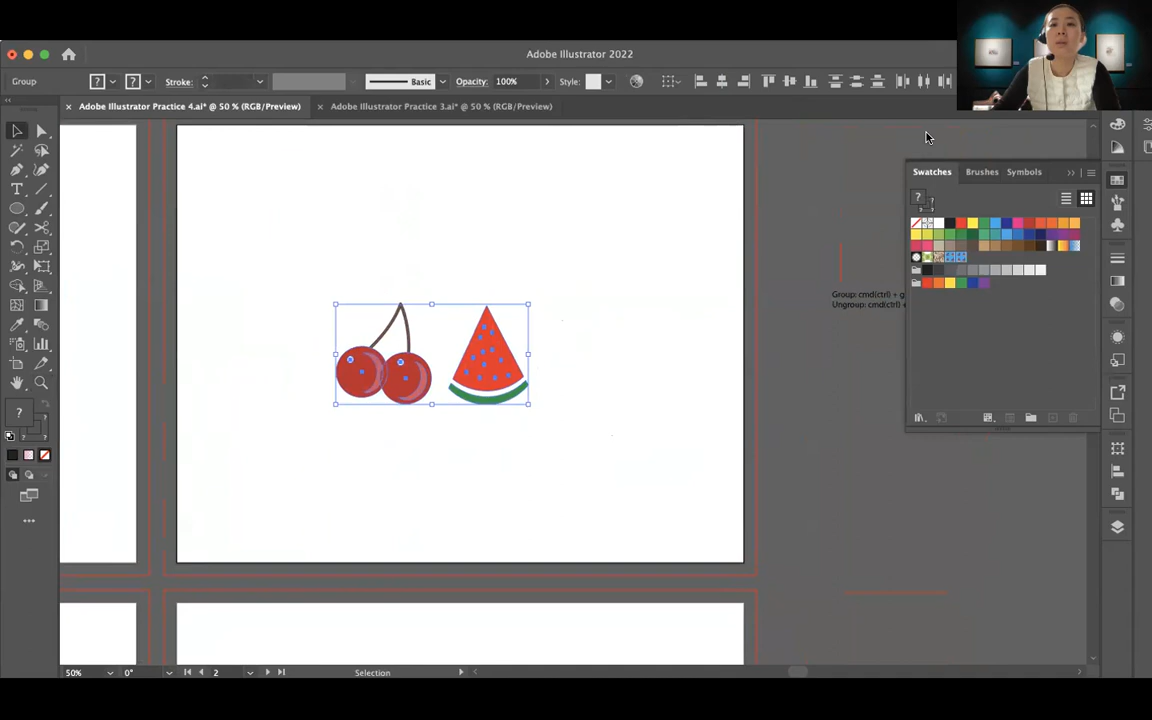 Adobe Illustrator 2022
Group
Stroke:
Basic
Opacity: 100%
Style:
× Adobe Illustrator Practice 4.ai* @ 50 % (RGB/Preview)
× Adobe Illustrator Practice 3.ai* @ 50 % (RGB/Preview)
Swatches Brushes Symbols
Group: cmd(ctrl) + g
Ungroup: cmd(ctrl) +
50% 0° 2 Selection